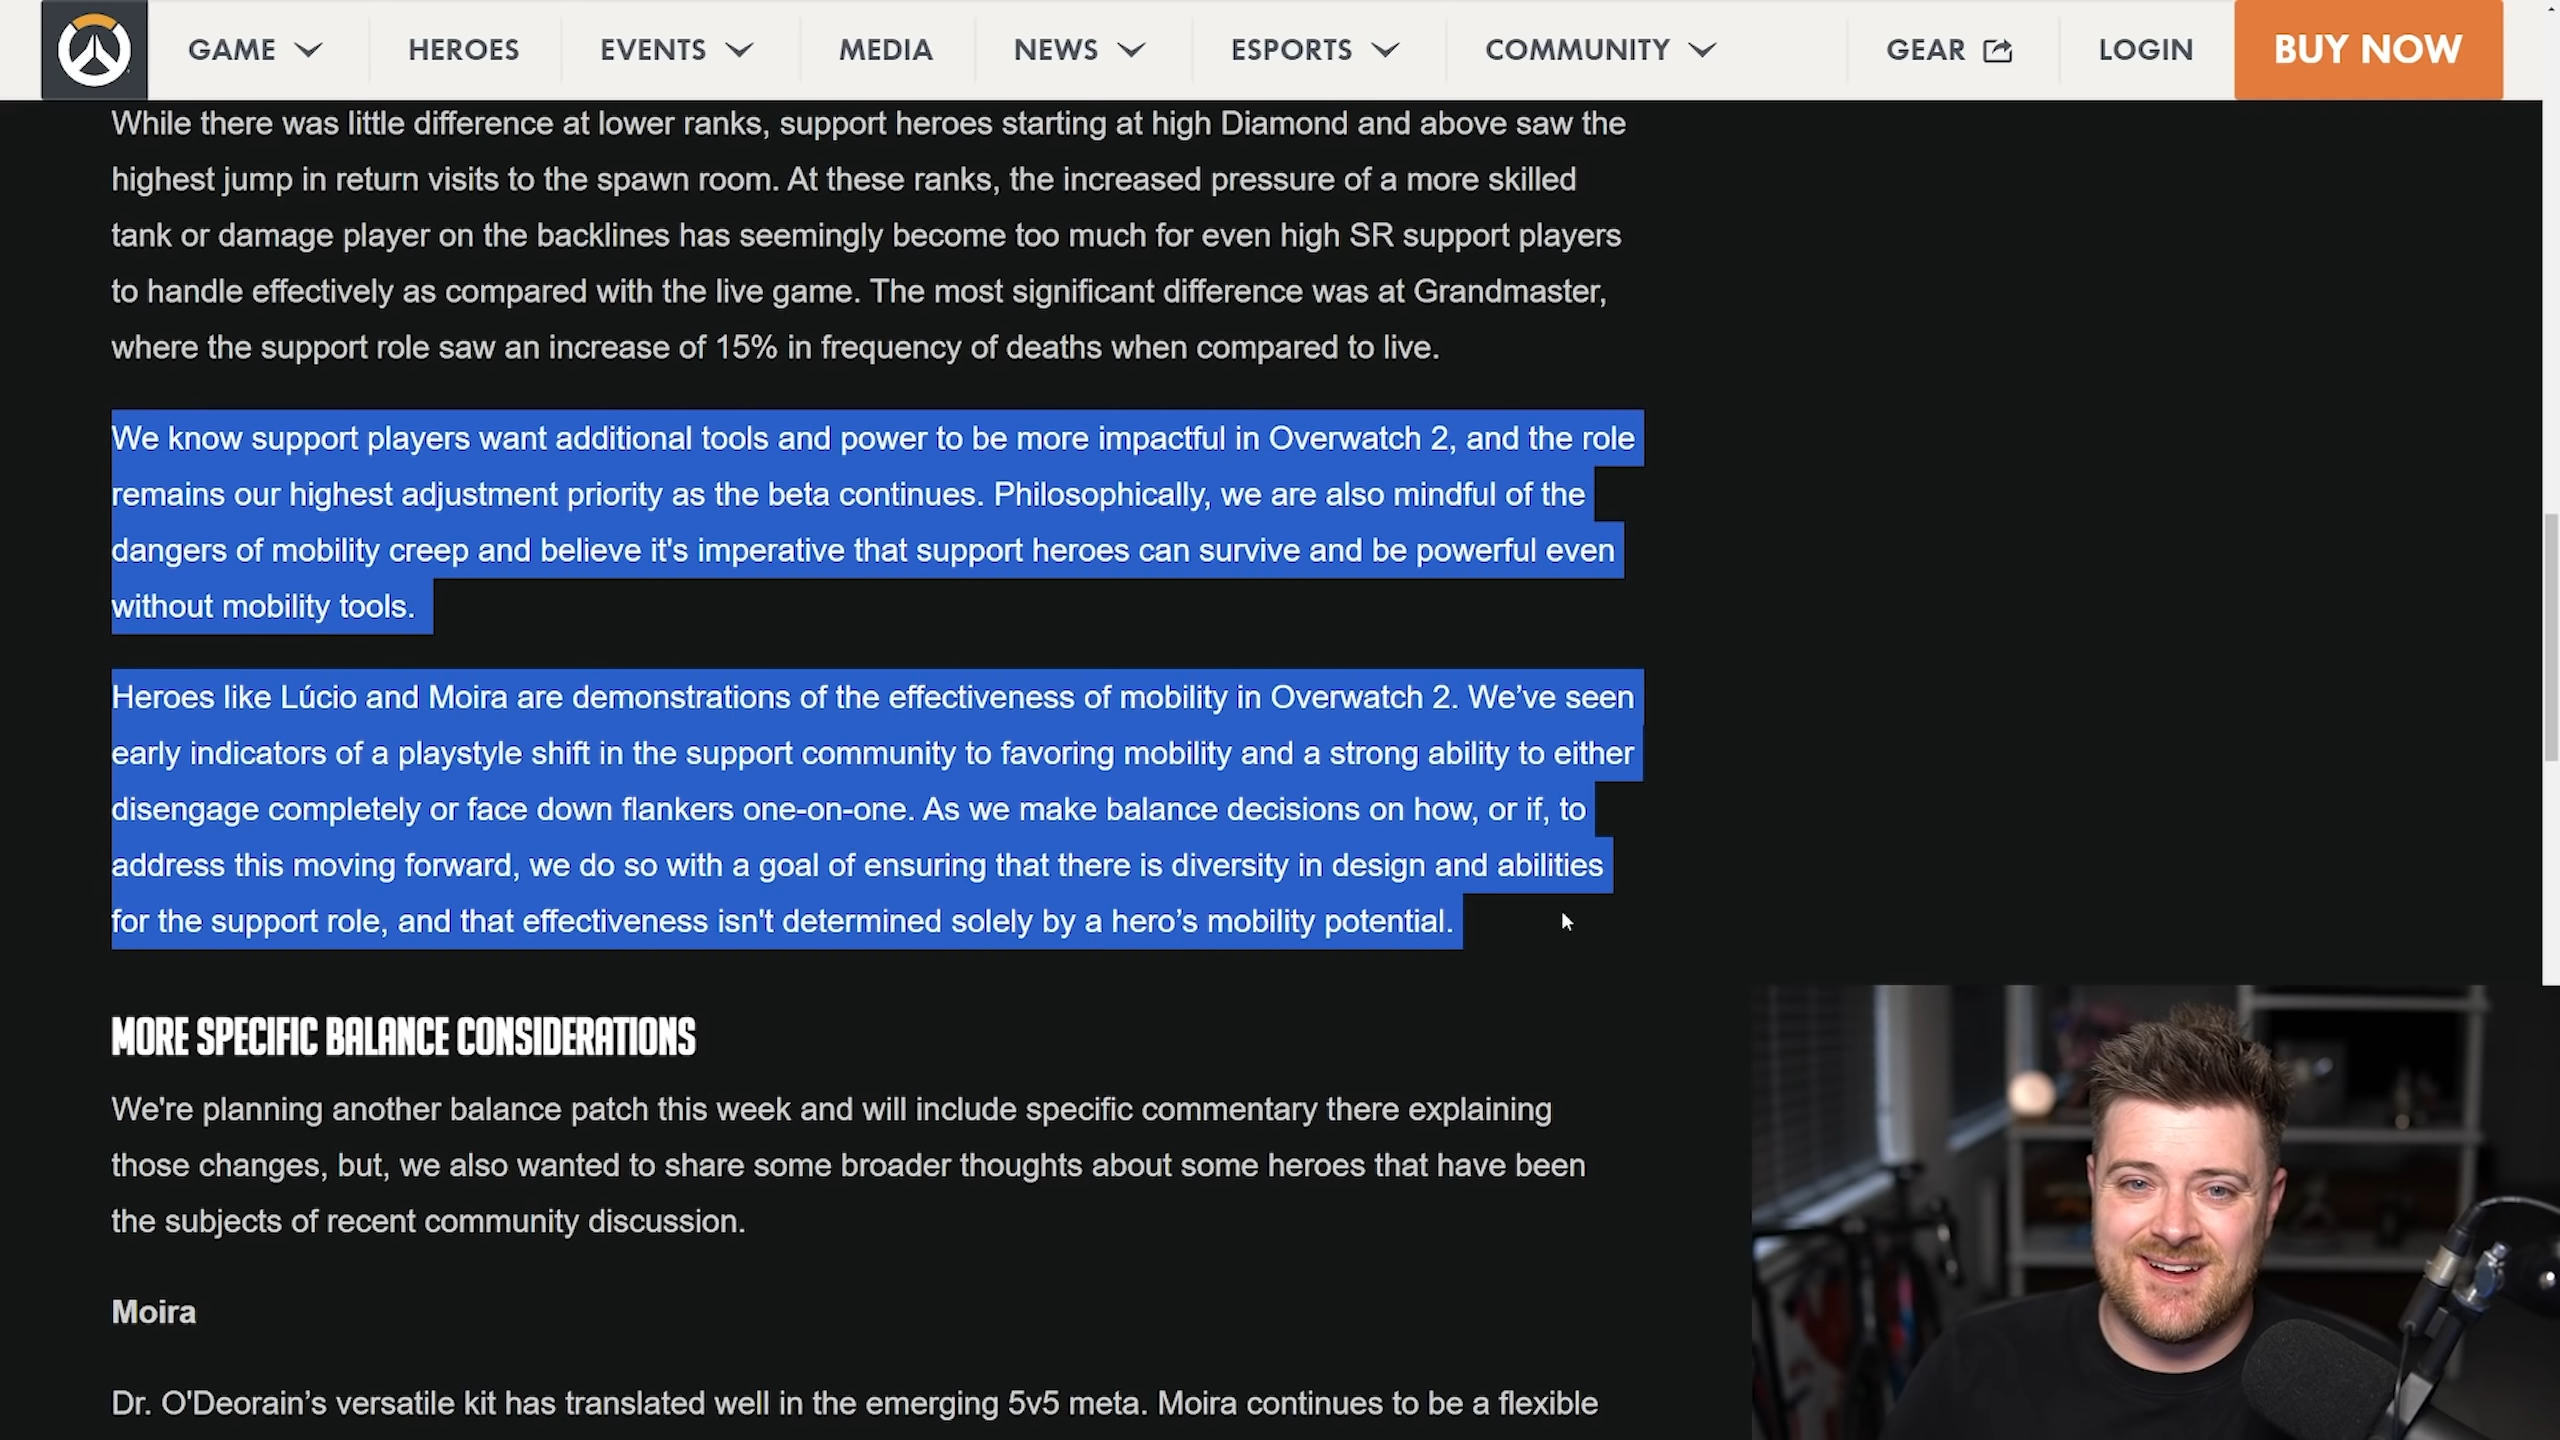 GAME HEROES EVENTS MEDIA NEWS ESPORTS COMMUNITY GEAR LOGIN BUY NOW
While there was little difference at lower ranks, support heroes starting at high Diamond and above saw the
highest jump in return visits to the spawn room. At these ranks, the increased pressure of a more skilled
tank or damage player on the backlines has seemingly become too much for even high SR support players
to handle effectively as compared with the live game. The most significant difference was at Grandmaster,
where the support role saw an increase of 15% in frequency of deaths when compared to live.
We know support players want additional tools and power to be more impactful in Overwatch 2, and the role
remains our highest adjustment priority as the beta continues. Philosophically, we are also mindful of the
dangers of mobility creep and believe it's imperative that support heroes can survive and be powerful even
without mobility tools.
Heroes like Lúcio and Moira are demonstrations of the effectiveness of mobility in Overwatch 2. We’ve seen
early indicators of a playstyle shift in the support community to favoring mobility and a strong ability to either
disengage completely or face down flankers one-on-one. As we make balance decisions on how, or if, to
address this moving forward, we do so with a goal of ensuring that there is diversity in design and abilities
for the support role, and that effectiveness isn't determined solely by a hero’s mobility potential.
MORE SPECIFIC BALANCE CONSIDERATIONS
We're planning another balance patch this week and will include specific commentary there explaining
those changes, but, we also wanted to share some broader thoughts about some heroes that have been
the subjects of recent community discussion.
Moira
Dr. O'Deorain’s versatile kit has translated well in the emerging 5v5 meta. Moira continues to be a flexible